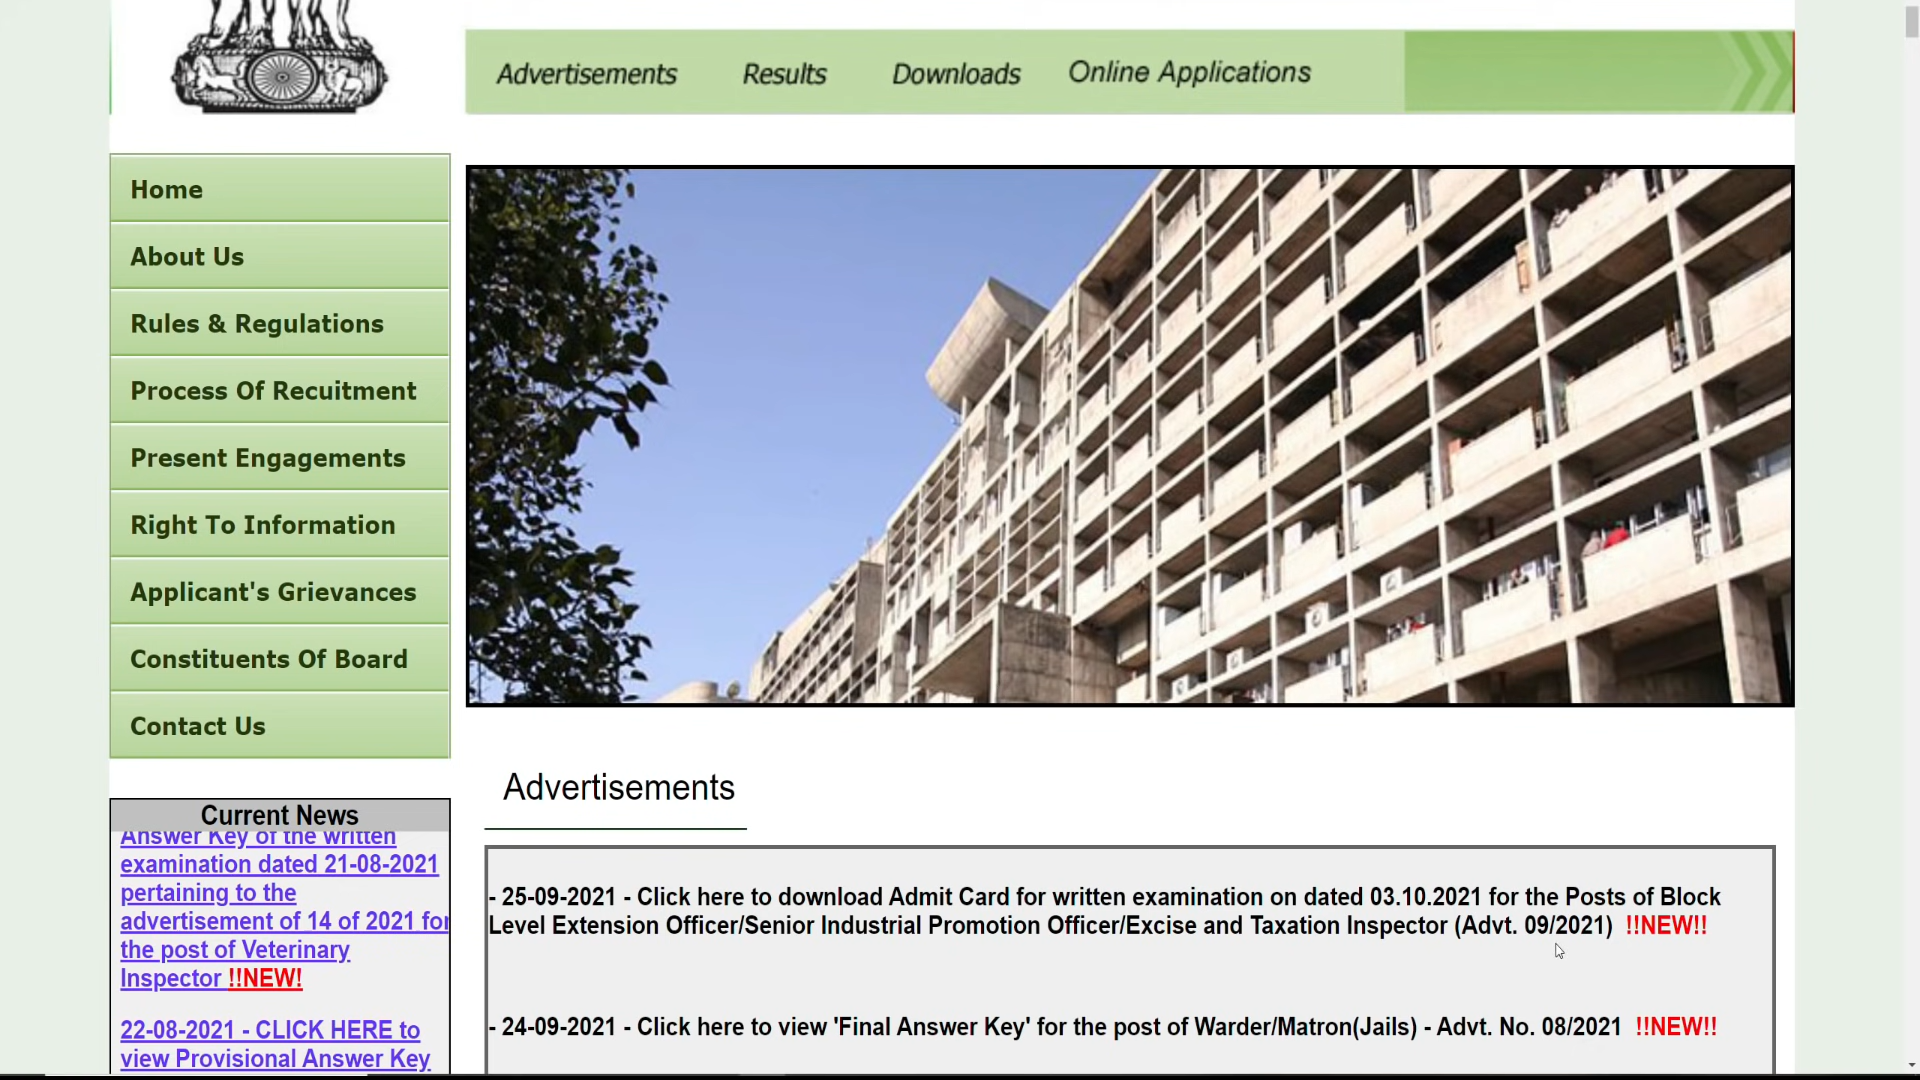 Advertisements Results Downloads Online Applications
Home
About Us
Rules & Regulations
Process Of Recuitment
Present Engagements
Right To Information
Applicant's Grievances
Constituents Of Board
Contact Us
Current News
Answer Key of the written
examination dated 21-08-2021
pertaining to the
advertisement of 14 of 2021 for
the post of Veterinary
Inspector !!NEW!
22-08-2021 - CLICK HERE to
view Provisional Answer Key
Advertisements
- 25-09-2021 - Click here to download Admit Card for written examination on dated 03.10.2021 for the Posts of Block
Level Extension Officer/Senior Industrial Promotion Officer/Excise and Taxation Inspector (Advt. 09/2021) !!NEW!!
- 24-09-2021 - Click here to view 'Final Answer Key' for the post of Warder/Matron(Jails) - Advt. No. 08/2021 !!NEW!!